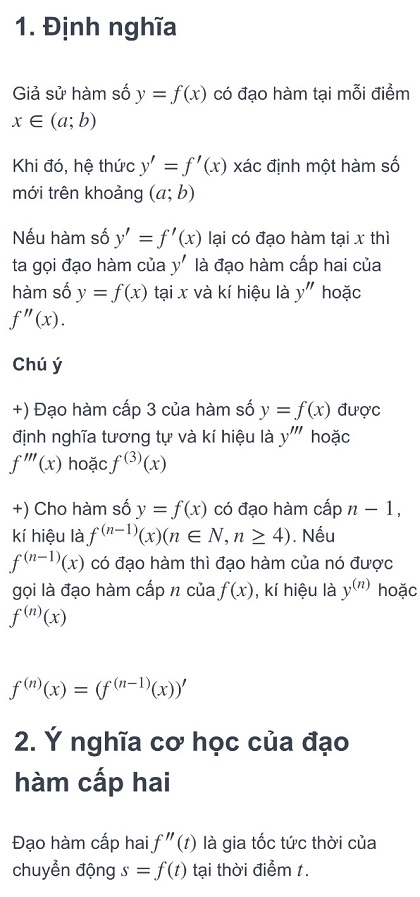 1. Định nghĩa
Giả sử hàm số y = f(x) có đạo hàm tại mỗi điểm
x ∈ (a; b)
Khi đó, hệ thức y′ = f′(x) xác định một hàm số
mới trên khoảng (a; b)
Nếu hàm số y′ = f′(x) lại có đạo hàm tại x thì
ta gọi đạo hàm của y′ là đạo hàm cấp hai của
hàm số y = f(x) tại x và kí hiệu là y″ hoặc
f″(x).
Chú ý
+) Đạo hàm cấp 3 của hàm số y = f(x) được
định nghĩa tương tự và kí hiệu là y‴ hoặc
f‴(x) hoặc f⁽³⁾(x)
+) Cho hàm số y = f(x) có đạo hàm cấp n − 1,
kí hiệu là f⁽ⁿ⁻¹⁾(x)(n ∈ N, n ≥ 4). Nếu
f⁽ⁿ⁻¹⁾(x) có đạo hàm thì đạo hàm của nó được
gọi là đạo hàm cấp n của f(x), kí hiệu là y⁽ⁿ⁾ hoặc
f⁽ⁿ⁾(x)
f⁽ⁿ⁾(x) = (f⁽ⁿ⁻¹⁾(x))′
2. Ý nghĩa cơ học của đạo
hàm cấp hai
Đạo hàm cấp hai f″(t) là gia tốc tức thời của
chuyển động s = f(t) tại thời điểm t.